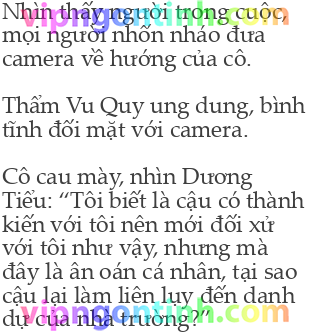 Nhìn thấy người trong cuộc,
mọi người nhốn nháo đưa
camera về hướng của cô.
Thẩm Vu Quy ung dung, bình
tĩnh đối mặt với camera.
Cô cau mày, nhìn Dương
Tiểu: “Tôi biết là cậu có thành
kiến với tôi nên mới đối xử
với tôi như vậy, nhưng mà
đây là ân oán cá nhân, tại sao
cậu lại làm liên lụy đến danh
dự của nhà trường?”
vipngontinh.com
vipngontinh.com